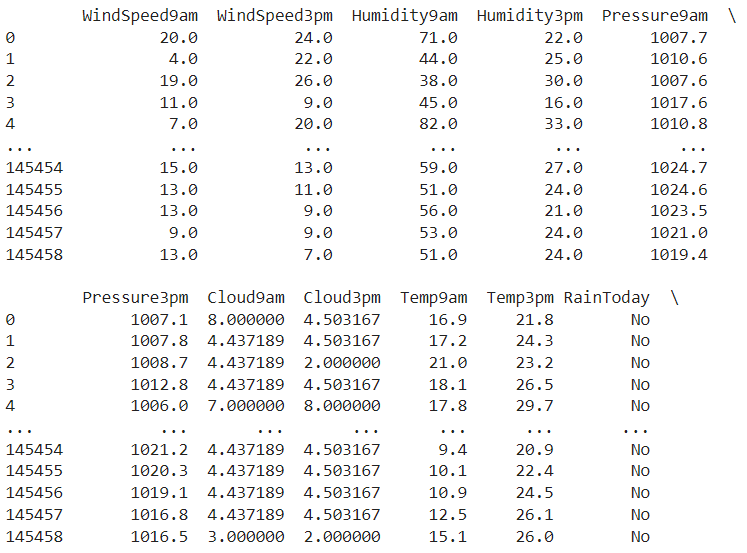 WindSpeed9am WindSpeed3pm Humidity9am Humidity3pm Pressure9am \
0 20.0 24.0 71.0 22.0 1007.7
1 4.0 22.0 44.0 25.0 1010.6
2 19.0 26.0 38.0 30.0 1007.6
3 11.0 9.0 45.0 16.0 1017.6
4 7.0 20.0 82.0 33.0 1010.8
... ... ... ... ... ...
145454 15.0 13.0 59.0 27.0 1024.7
145455 13.0 11.0 51.0 24.0 1024.6
145456 13.0 9.0 56.0 21.0 1023.5
145457 9.0 9.0 53.0 24.0 1021.0
145458 13.0 7.0 51.0 24.0 1019.4
Pressure3pm Cloud9am Cloud3pm Temp9am Temp3pm RainToday \
0 1007.1 8.000000 4.503167 16.9 21.8 No
1 1007.8 4.437189 4.503167 17.2 24.3 No
2 1008.7 4.437189 2.000000 21.0 23.2 No
3 1012.8 4.437189 4.503167 18.1 26.5 No
4 1006.0 7.000000 8.000000 17.8 29.7 No
... ... ... ... ... ... ...
145454 1021.2 4.437189 4.503167 9.4 20.9 No
145455 1020.3 4.437189 4.503167 10.1 22.4 No
145456 1019.1 4.437189 4.503167 10.9 24.5 No
145457 1016.8 4.437189 4.503167 12.5 26.1 No
145458 1016.5 3.000000 2.000000 15.1 26.0 No